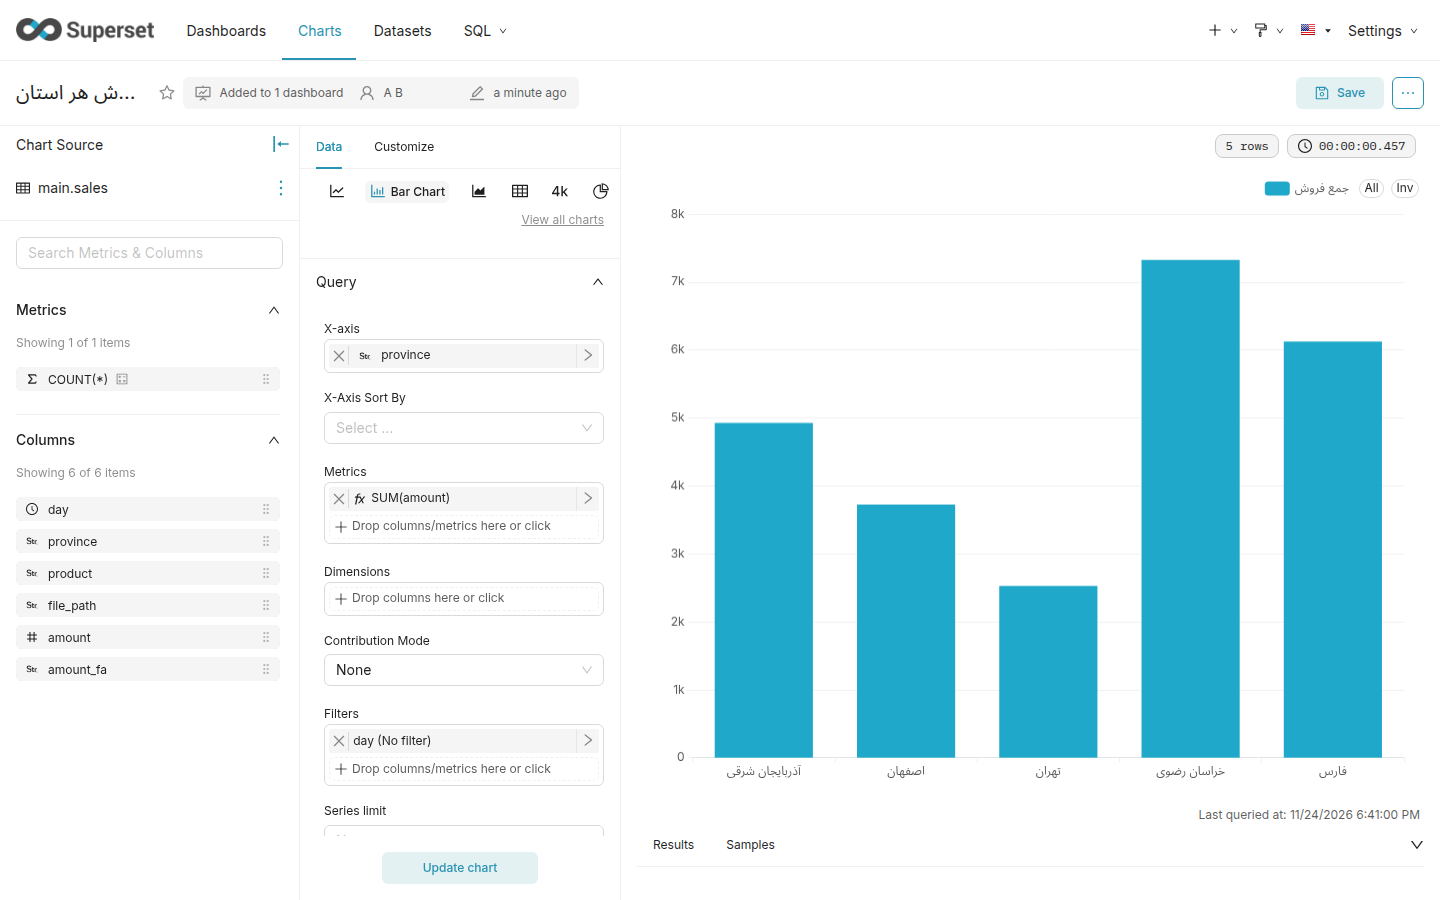 Superset
Dashboards
Charts
Datasets
SQL
Settings
ش هر استان...
Added to 1 dashboard
A B
a minute ago
Save
Chart Source
main.sales
Search Metrics & Columns
Metrics
Showing 1 of 1 items
COUNT(*)
Columns
Showing 6 of 6 items
day
Str. province
Str. product
Str. file_path
amount
Str. amount_fa
Data
Customize
Bar Chart
4k
View all charts
Query
X-axis
Str. province
X-Axis Sort By
Select ...
Metrics
fx SUM(amount)
Drop columns/metrics here or click
Dimensions
Drop columns here or click
Contribution Mode
None
Filters
day (No filter)
Drop columns/metrics here or click
Series limit
Update chart
5 rows
00:00:00.457
جمع فروش
All
Inv
8k
7k
6k
5k
4k
3k
2k
1k
0
آذربایجان شرقی
اصفهان
تهران
خراسان رضوی
فارس
Last queried at: 11/24/2026 6:41:00 PM
Results
Samples